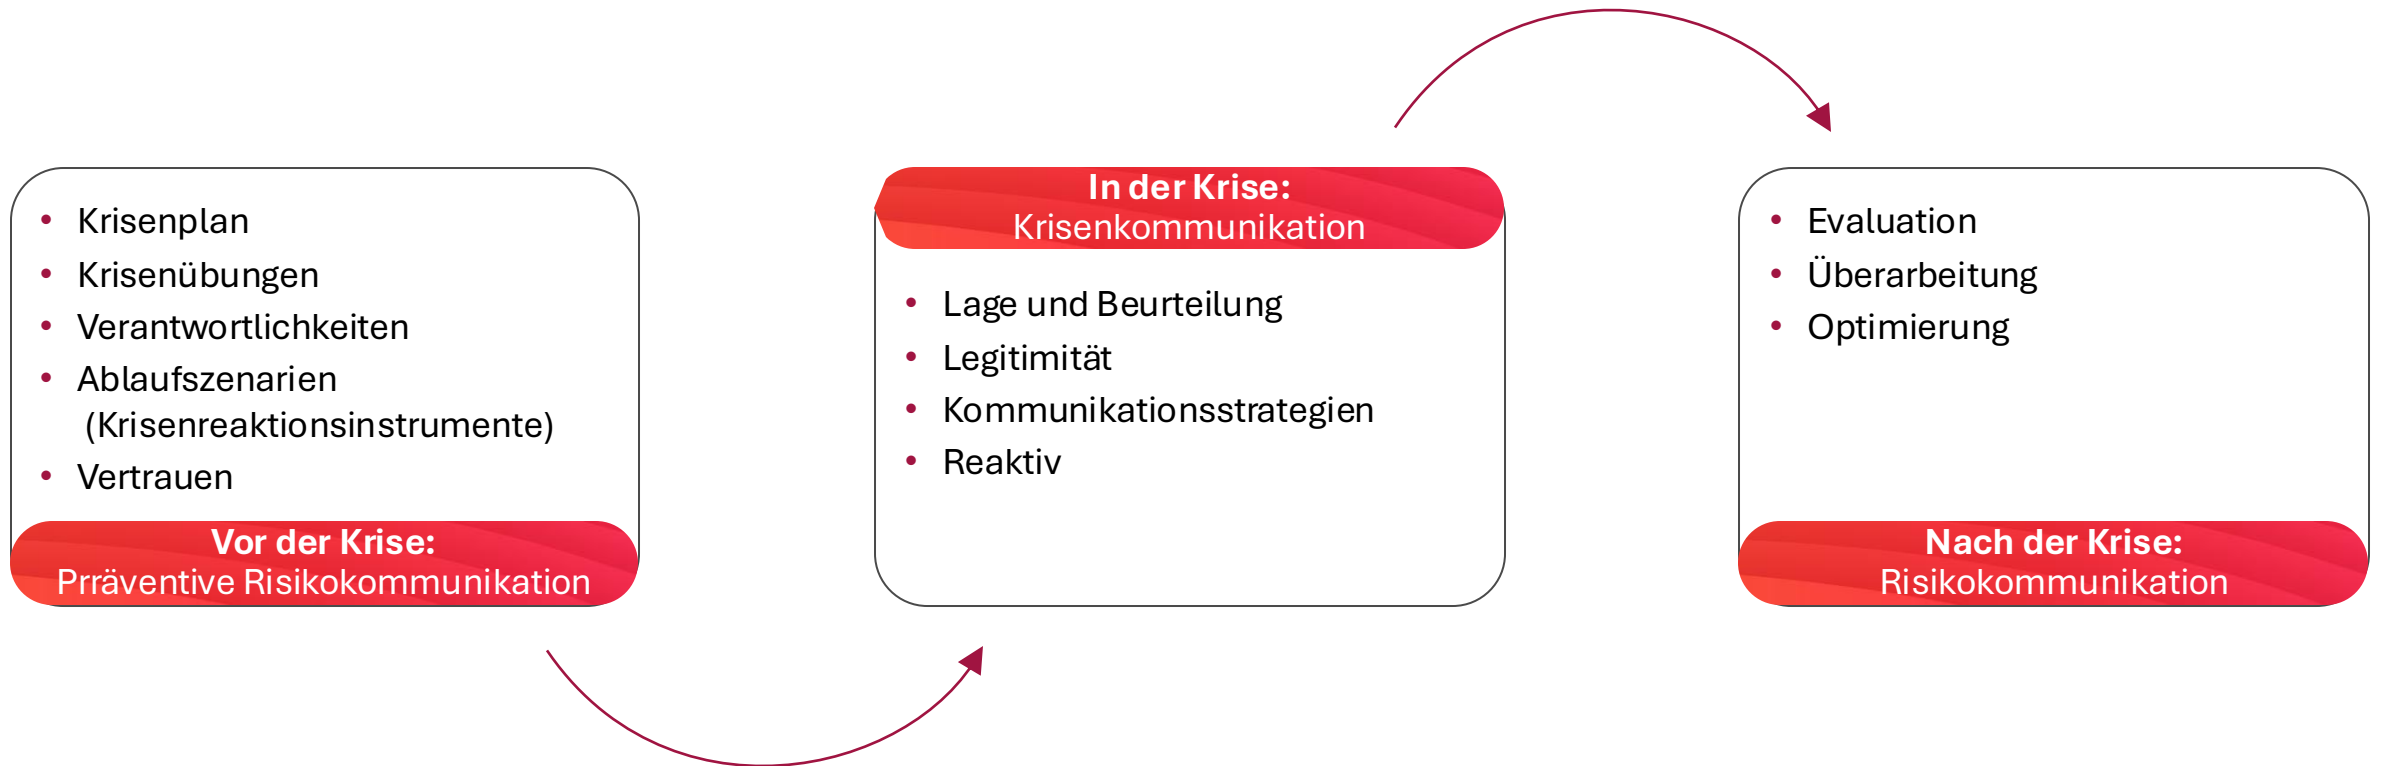 • Krisenplan
• Krisenübungen
• Verantwortlichkeiten
• Ablaufszenarien
(Krisenreaktionsinstrumente)
• Vertrauen
Vor der Krise:
Prräventive Risikokommunikation
In der Krise:
Krisenkommunikation
• Lage und Beurteilung
• Legitimität
• Kommunikationsstrategien
• Reaktiv
• Evaluation
• Überarbeitung
• Optimierung
Nach der Krise:
Risikokommunikation